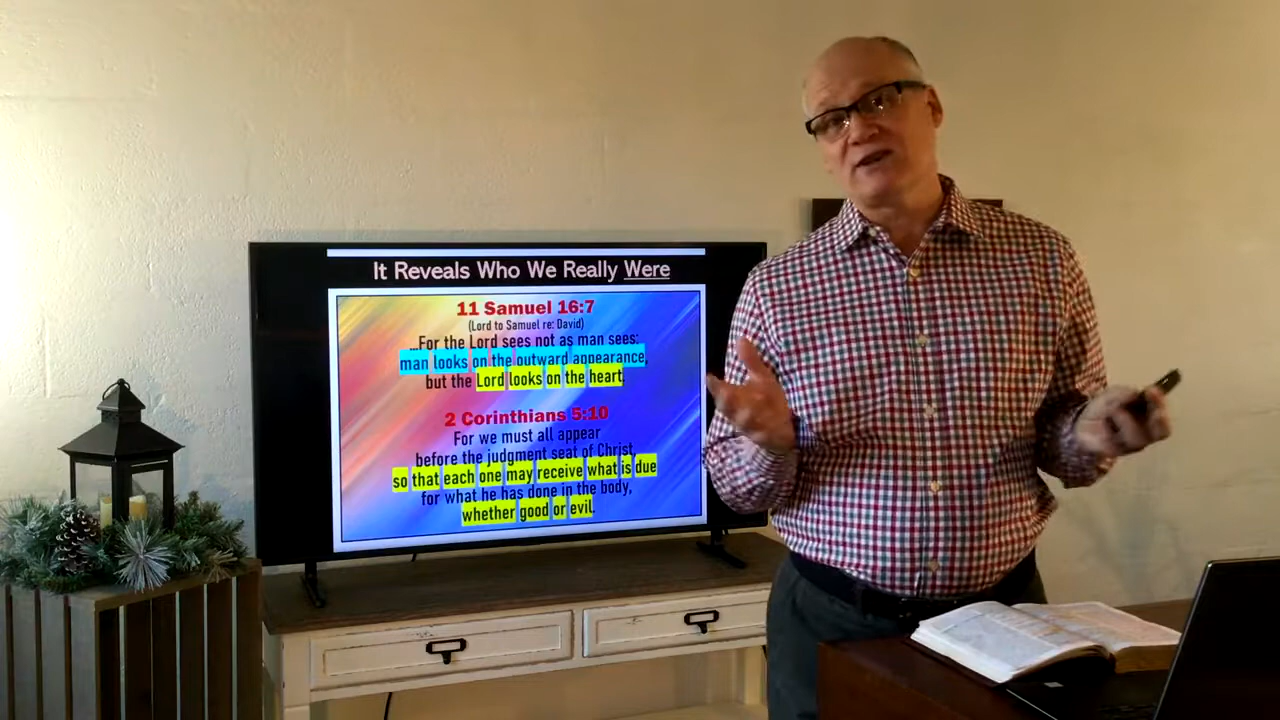 It Reveals Who We Really Were
11 Samuel 16:7
(Lord to Samuel re: David)
...For the Lord sees not as man sees:
man looks on the outward appearance,
but the Lord looks on the heart.
2 Corinthians 5:10
For we must all appear
before the judgment seat of Christ,
so that each one may receive what is due
for what he has done in the body,
whether good or evil.